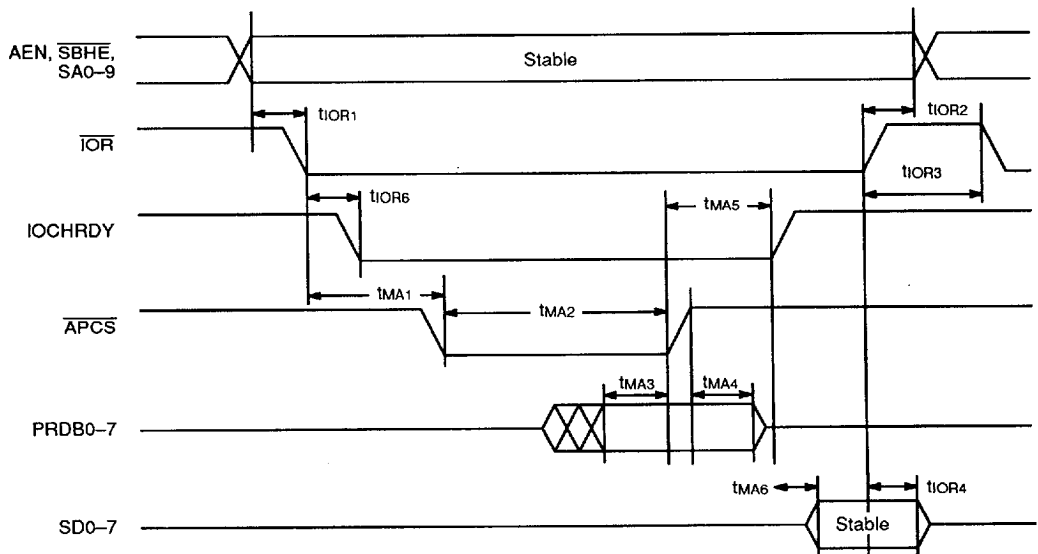 AEN, SBHE,
SA0–9
Stable
tIOR1
tIOR2
IOR
tIOR3
tIOR6
tMA5
IOCHRDY
tMA1
tMA2
APCS
tMA3
tMA4
PRDB0–7
tMA6
tIOR4
SD0–7
Stable